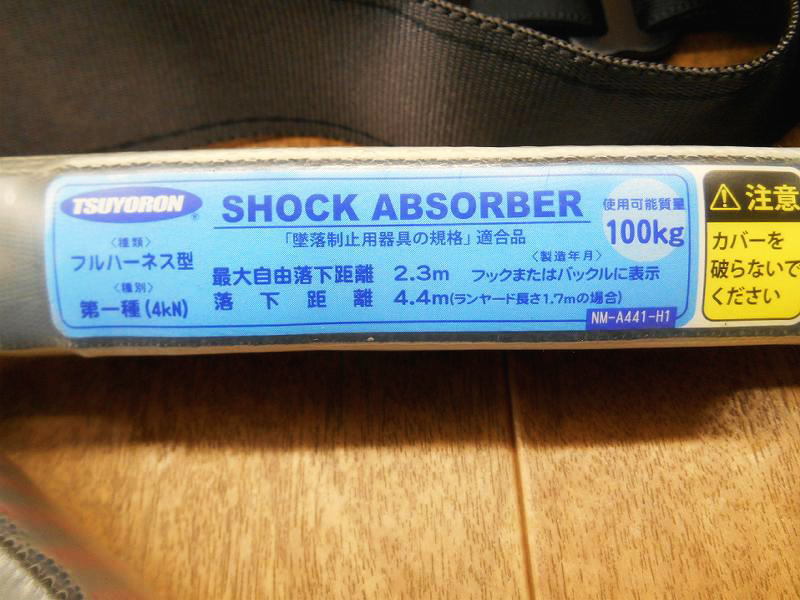 TSUYORON®
SHOCK ABSORBER
「墜落制止用器具の規格」適合品
使用可能質量
100kg
〈種類〉
フルハーネス型
〈種別〉
第一種(4kN)
〈製造年月〉
最大自由落下距離 2.3m フックまたはバックルに表示
落下距離 4.4m(ランヤード長さ1.7mの場合)
NM-A441-H1
注意
カバーを
破らないで
ください